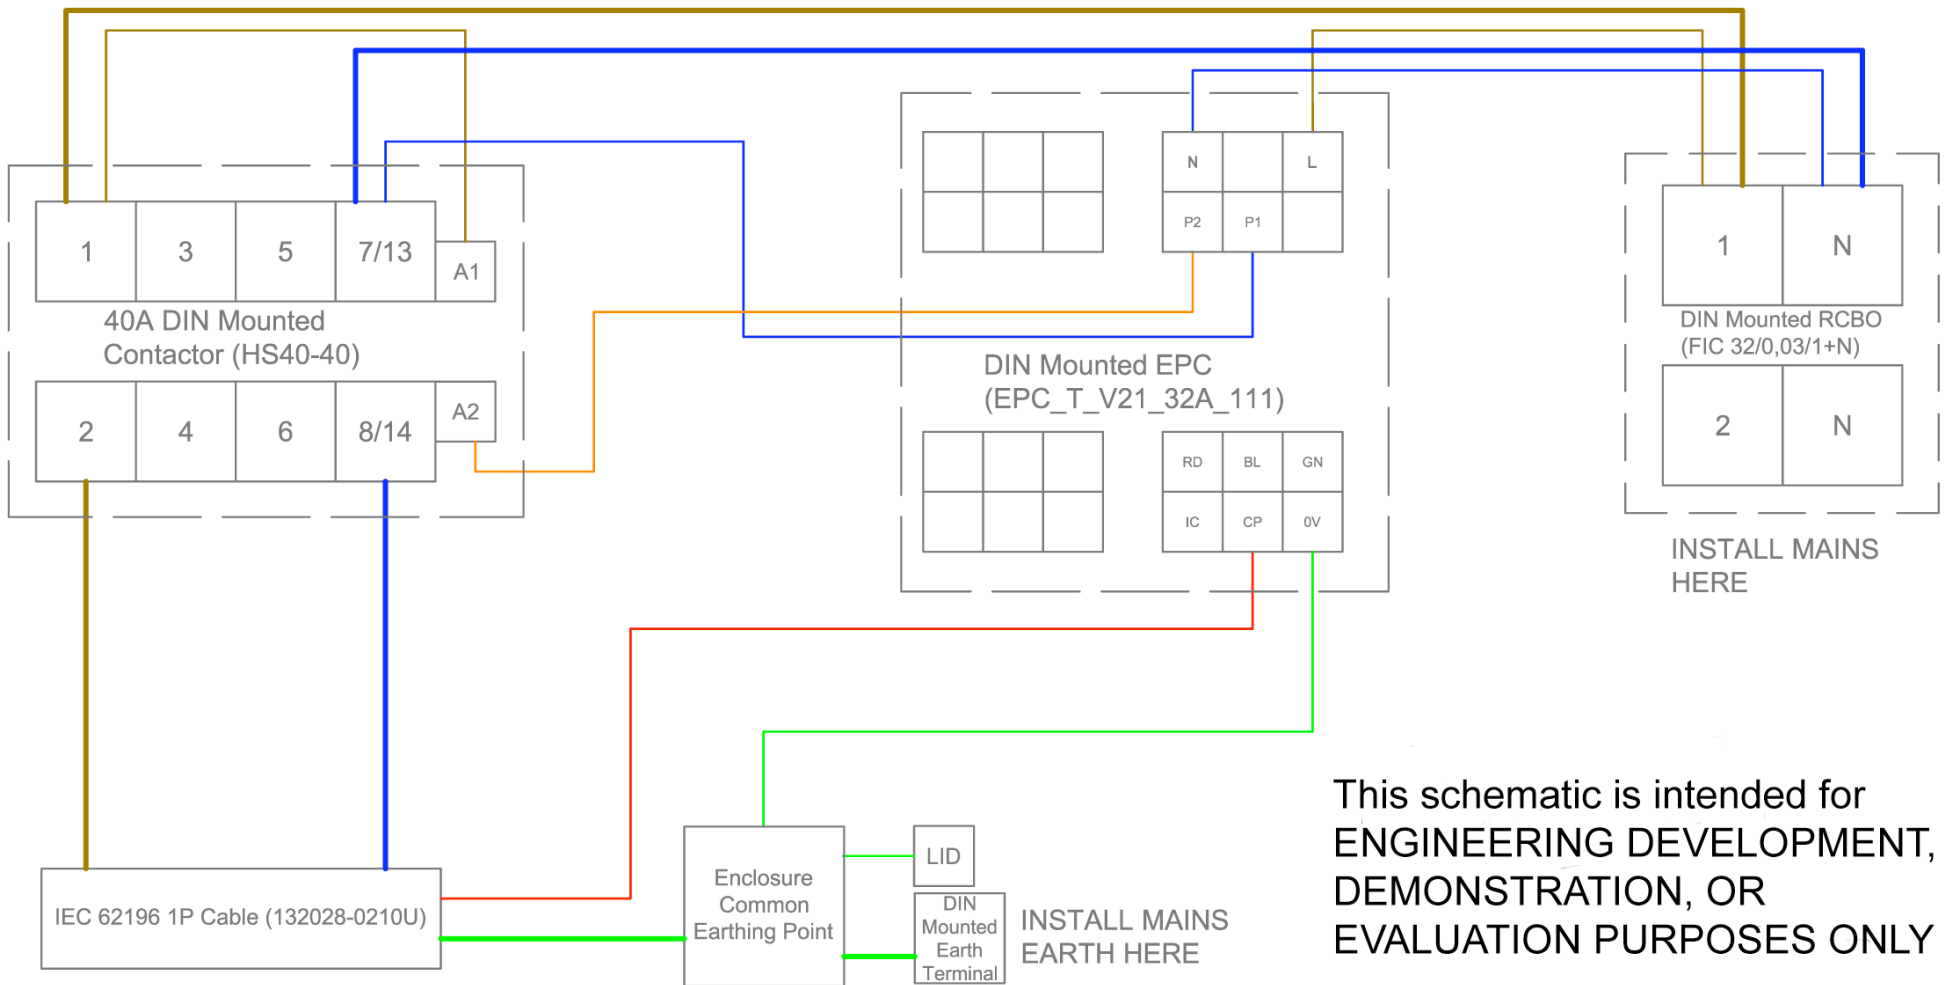 N
L
P2
P1
1
3
5
7/13
A1
1
N
40A DIN Mounted
Contactor (HS40-40)
DIN Mounted RCBO
(FIC 32/0,03/1+N)
DIN Mounted EPC
(EPC_T_V21_32A_111)
2
4
6
8/14
A2
2
N
RD
BL
GN
IC
CP
0V
INSTALL MAINS
HERE
IEC 62196 1P Cable (132028-0210U)
Enclosure
Common
Earthing Point
LID
DIN
Mounted
Earth
Terminal
INSTALL MAINS
EARTH HERE
This schematic is intended for
ENGINEERING DEVELOPMENT,
DEMONSTRATION, OR
EVALUATION PURPOSES ONLY